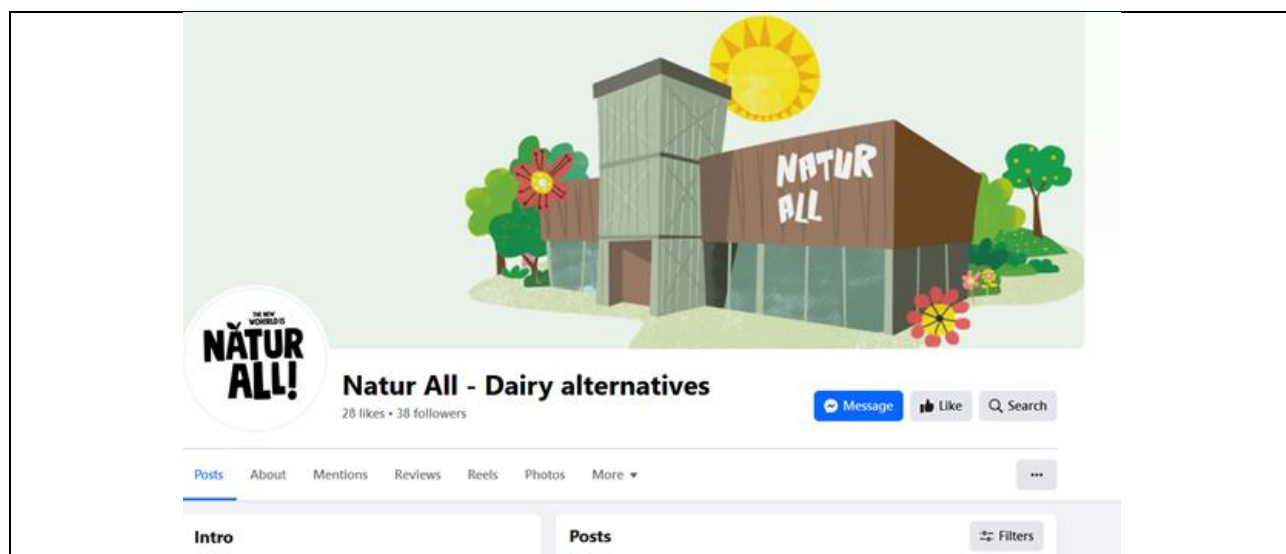 NATUR
ALL
THE NEW
WORLD IS
NATUR
ALL!
Natur All - Dairy alternatives
28 likes • 38 followers
Message Like Search
Posts About Mentions Reviews Reels Photos More
Intro
Posts
Filters